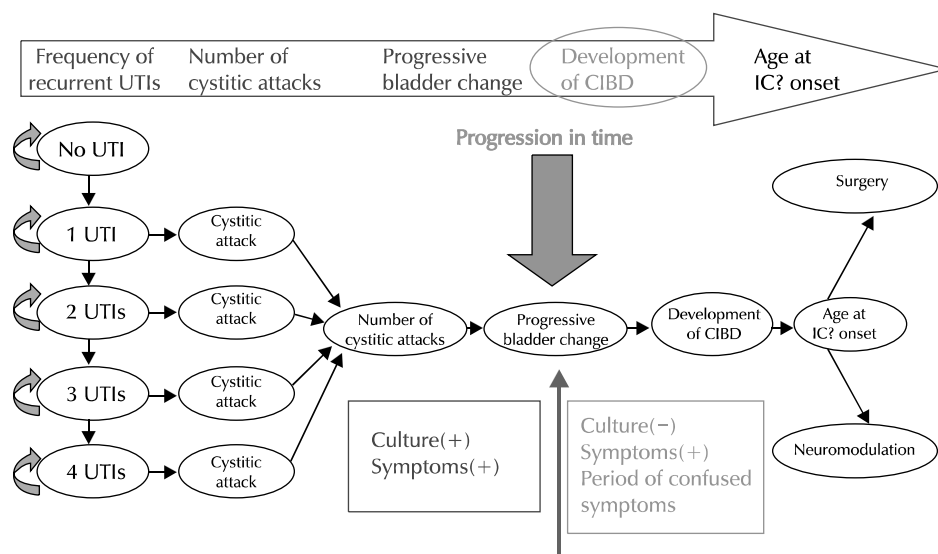 Frequency of
recurrent UTIs
Number of
cystitic attacks
Progressive
bladder change
Development
of CIBD
Age at
IC? onset
Progression in time
No UTI
1 UTI
Cystitic
attack
2 UTIs
Cystitic
attack
3 UTIs
Cystitic
attack
4 UTIs
Cystitic
attack
Number of
cystitic attacks
Progressive
bladder change
Development
of CIBD
Age at
IC? onset
Surgery
Neuromodulation
Culture(+)
Symptoms(+)
Culture(−)
Symptoms(+)
Period of confused
symptoms